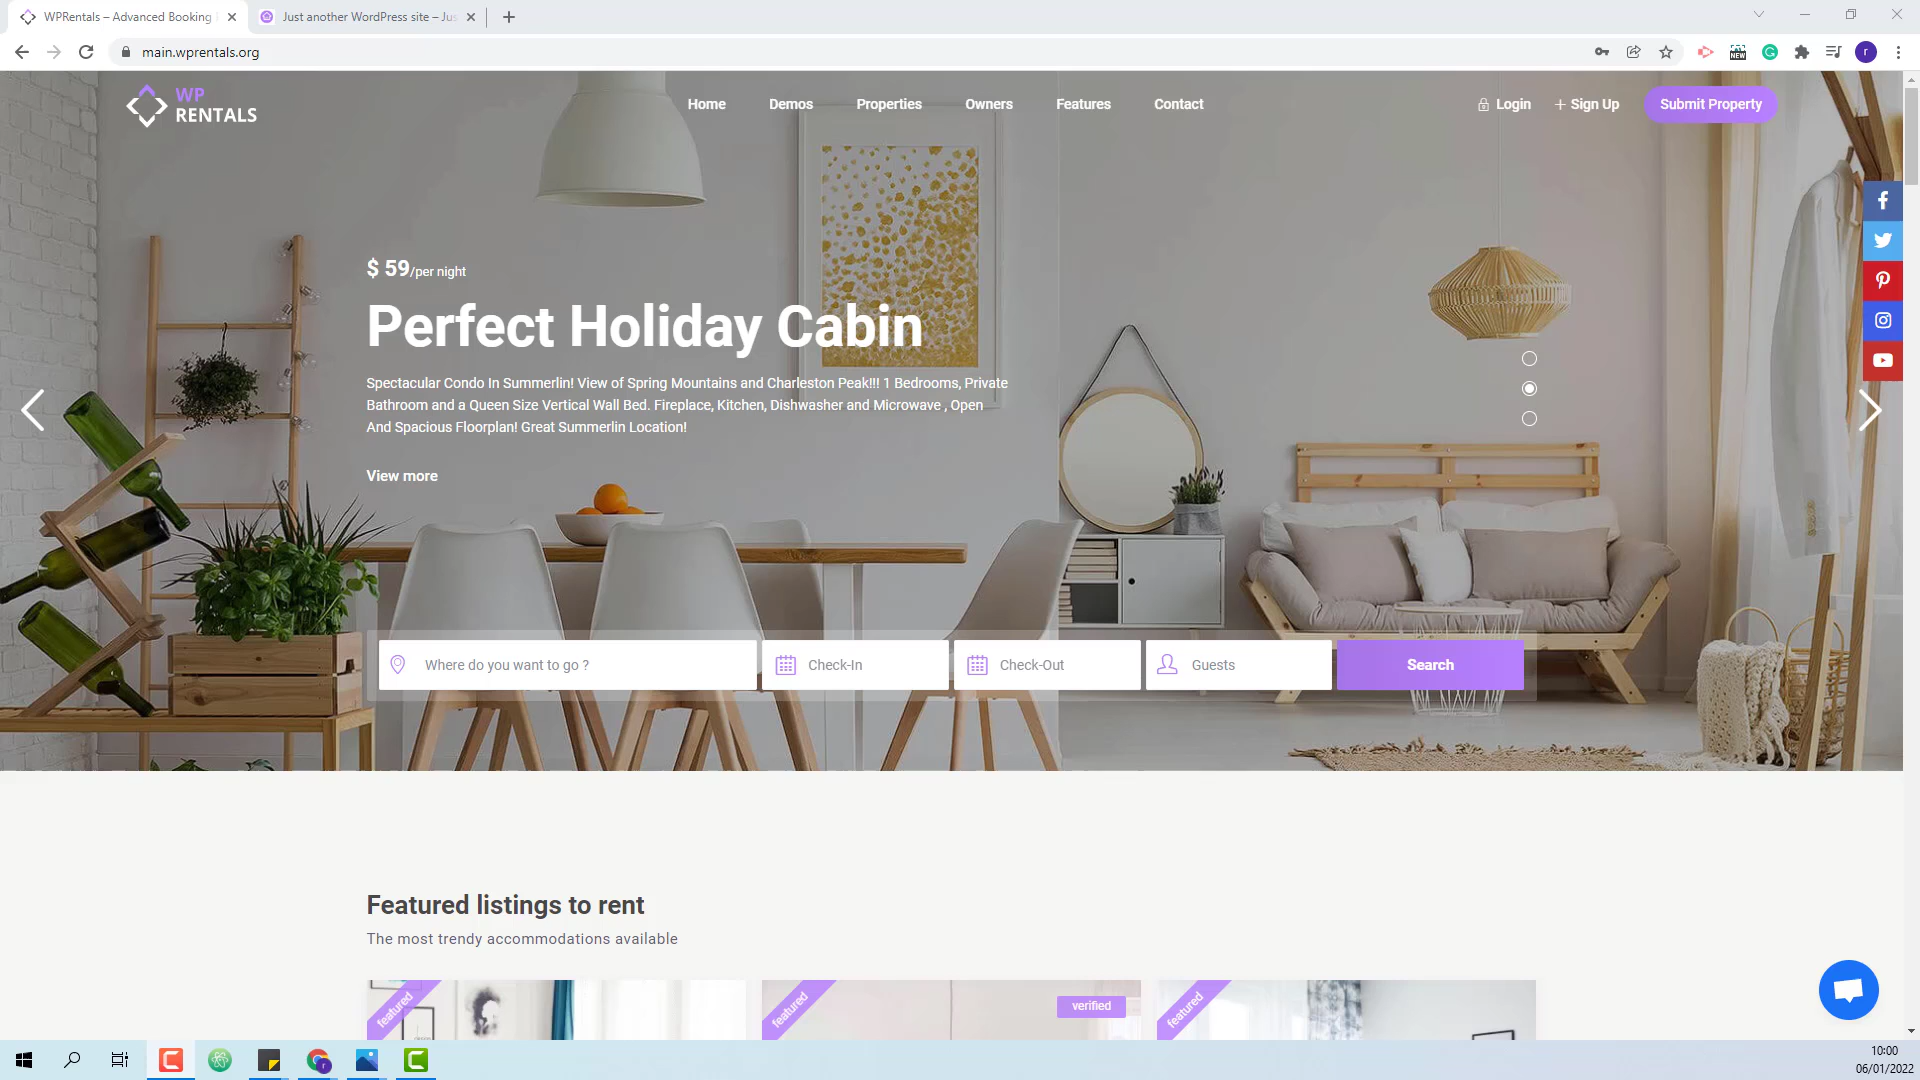 WPRentals – Advanced Booking
Just another WordPress site – Jus
main.wprentals.org
NEW
r
WP
RENTALS
Home
Demos
Properties
Owners
Features
Contact
Login
Sign Up
Submit Property
$ 59/per night
Perfect Holiday Cabin
Spectacular Condo In Summerlin! View of Spring Mountains and Charleston Peak!!! 1 Bedrooms, Private
Bathroom and a Queen Size Vertical Wall Bed. Fireplace, Kitchen, Dishwasher and Microwave , Open
And Spacious Floorplan! Great Summerlin Location!
View more
Where do you want to go ?
Check-In
Check-Out
Guests
Search
Featured listings to rent
The most trendy accommodations available
featured
featured
verified
featured
10:00
06/01/2022